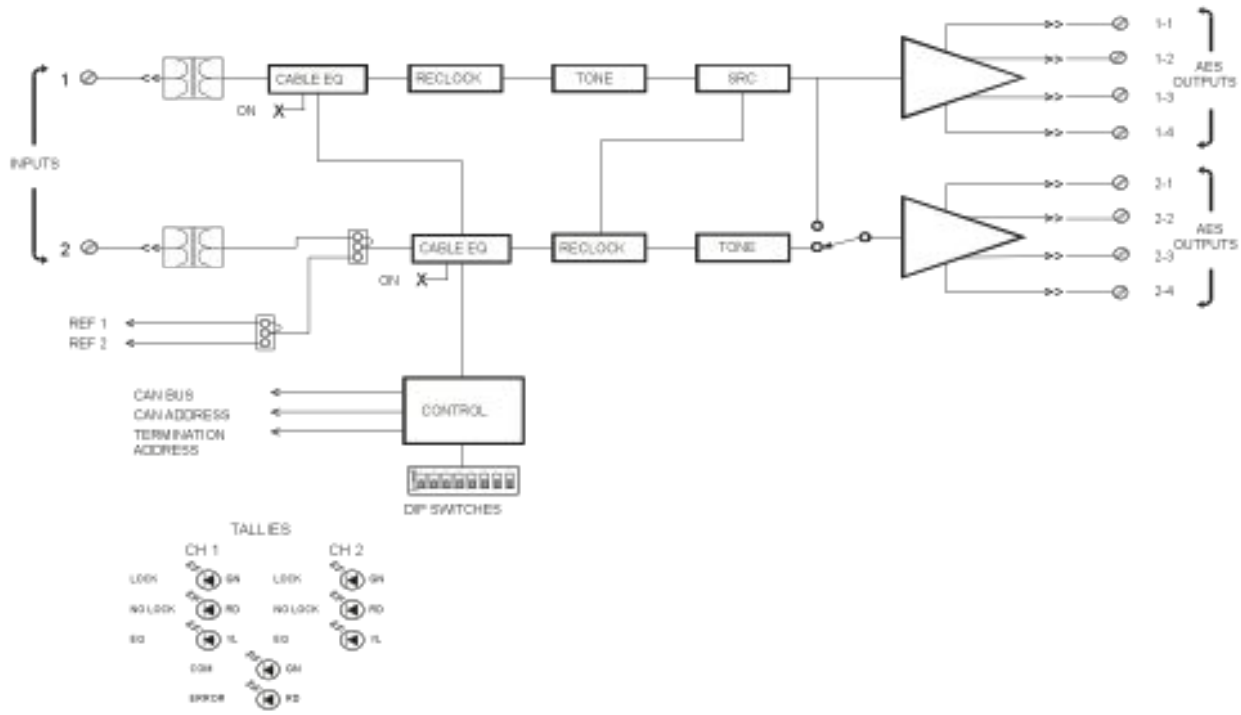 1-1
1-2
AES OUTPUTS
1-3
1-4
1 CABLE EQ RECLOCK TONE SRC
ON X
INPUTS
2-1
2-2
AES OUTPUTS
2-3
2-4
2 CABLE EQ RECLOCK TONE
ON X
REF 1
REF 2
CAN BUS
CAN ADDRESS
TERMINATION
ADDRESS
CONTROL
DIP SWITCHES
TALLIES
CH 1 CH 2
LOCK GN LOCK GN
NO LOCK RD NO LOCK RD
EQ YL EQ YL
COM GN
ERROR RD